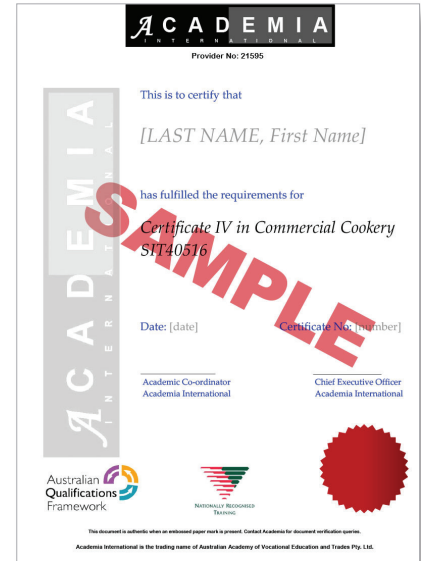 ACADEMIA
INTERNATIONAL
Provider No: 21595
This is to certify that
[LAST NAME, First Name]
has fulfilled the requirements for
Certificate IV in Commercial Cookery
SIT40516
SAMPLE
Date: [date] Certificate No: [number]
Academic Co-ordinator
Academia International
Chief Executive Officer
Academia International
ACADEMIA
INTERNATIONAL
Australian
Qualifications
Framework
NATIONALLY RECOGNISED
TRAINING
This document is authentic when an embossed paper mark is present. Contact Academia for document verification queries.
Academia International is the trading name of Australian Academy of Vocational Education and Trades Pty. Ltd.